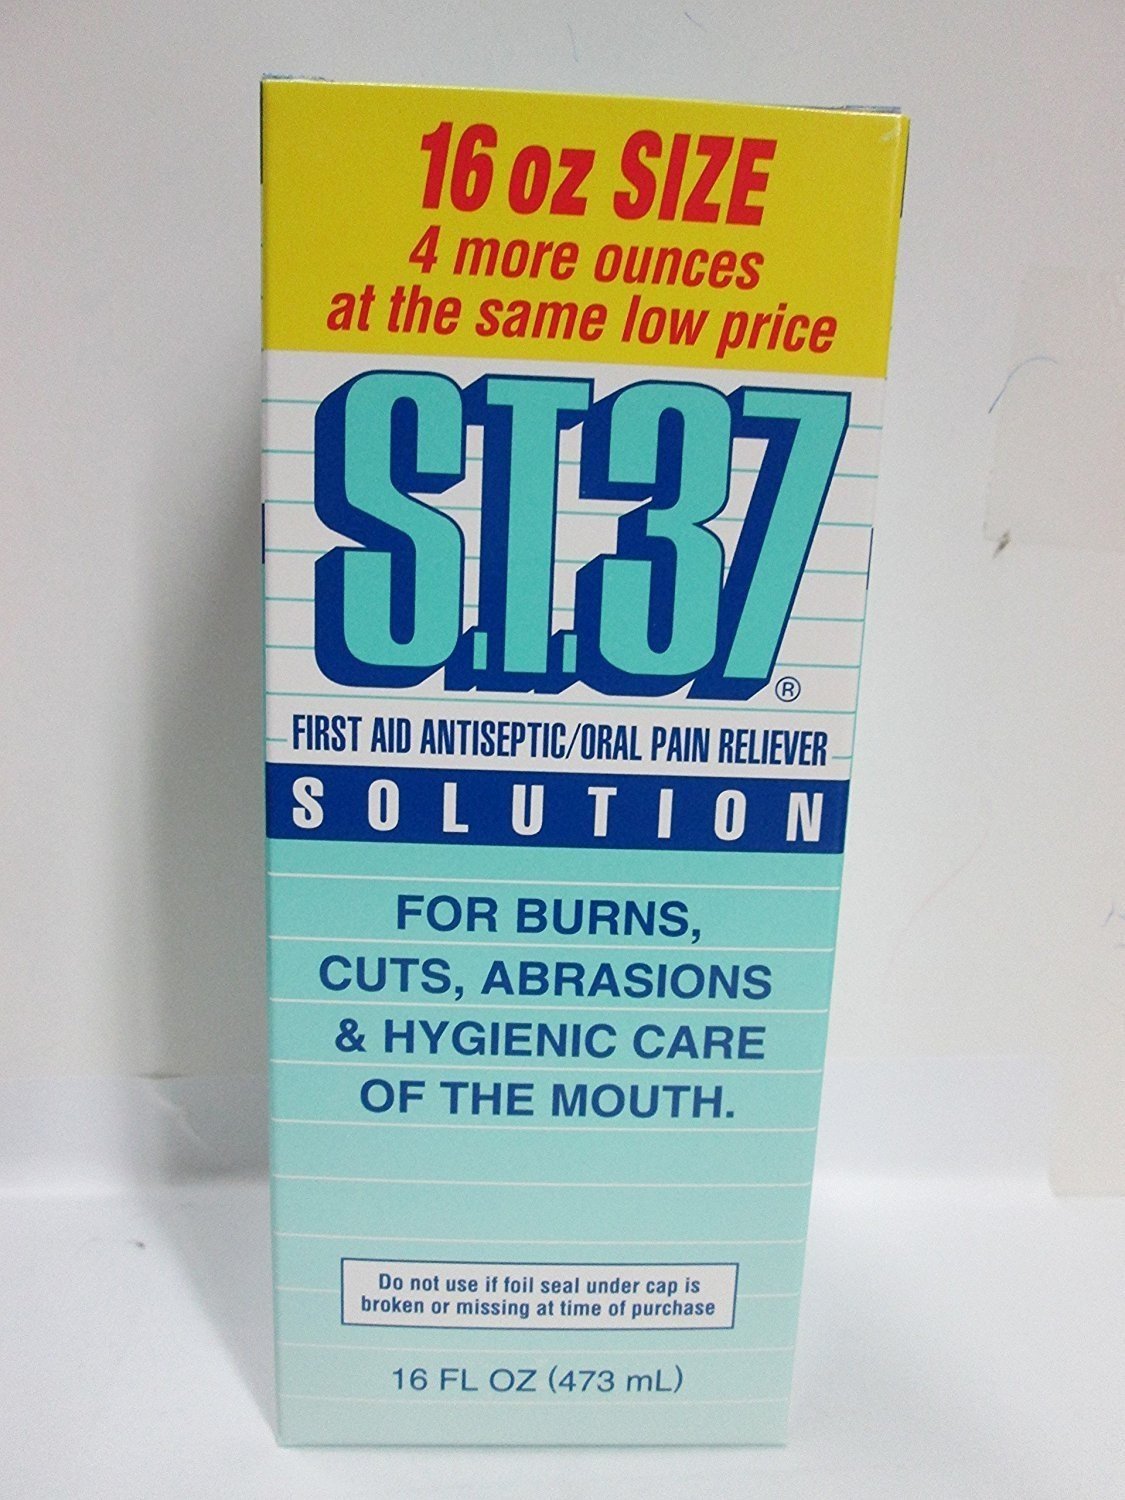 16 oz SIZE
4 more ounces
at the same low price
S.T.37®
FIRST AID ANTISEPTIC/ORAL PAIN RELIEVER
SOLUTION
FOR BURNS,
CUTS, ABRASIONS
& HYGIENIC CARE
OF THE MOUTH.
Do not use if foil seal under cap is
broken or missing at time of purchase
16 FL OZ (473 mL)